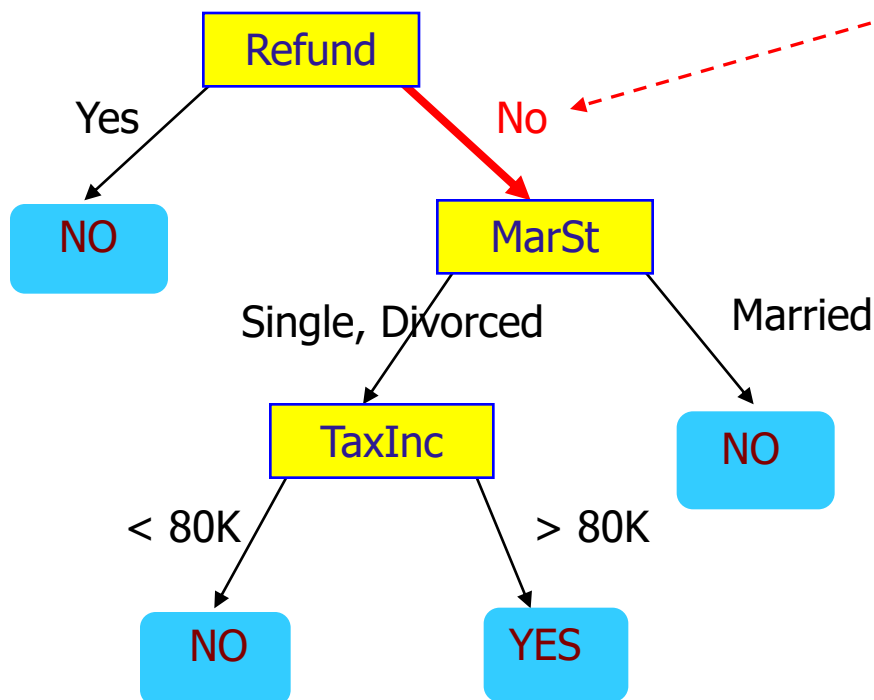 Refund
Yes
No
NO
MarSt
Single, Divorced
Married
TaxInc
NO
< 80K
> 80K
NO
YES